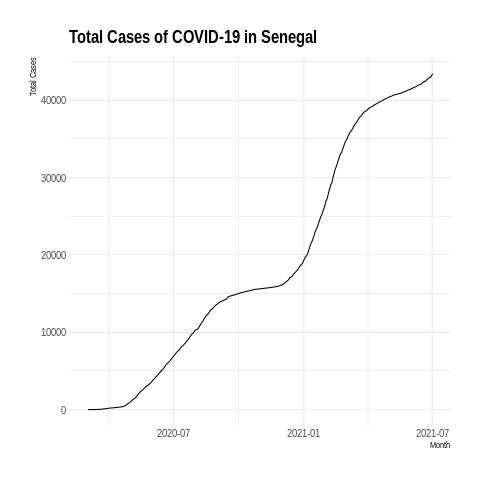 Total Cases of COVID-19 in Senegal
Total Cases
40000
30000
20000
10000
0
2020-07
2021-01
2021-07
Month